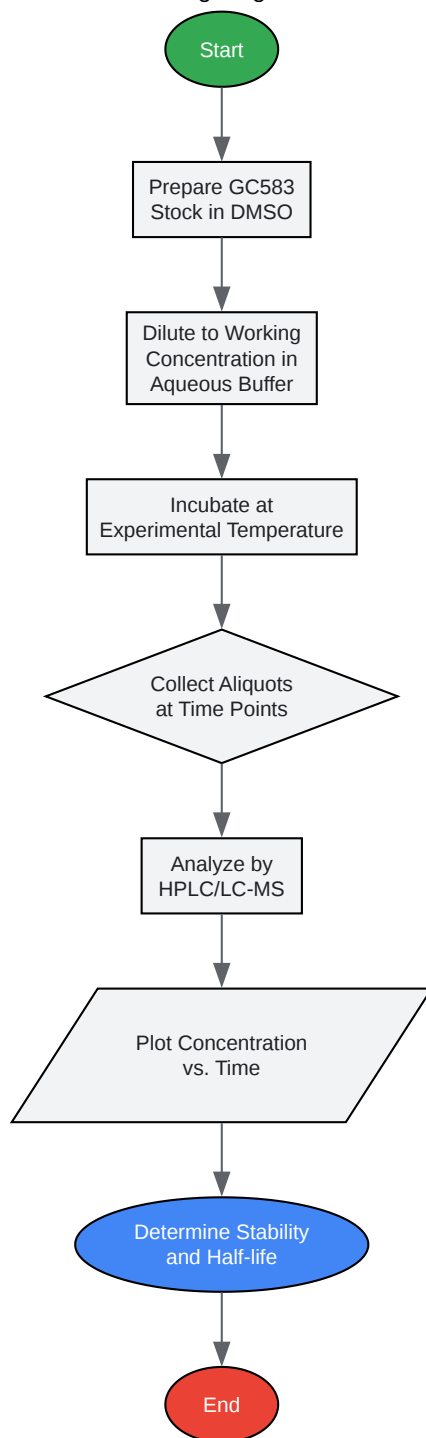 Start
Prepare GC583
Stock in DMSO
Dilute to Working
Concentration in
Aqueous Buffer
Incubate at
Experimental Temperature
Collect Aliquots
at Time Points
Analyze by
HPLC/LC-MS
Plot Concentration
vs. Time
Determine Stability
and Half-life
End